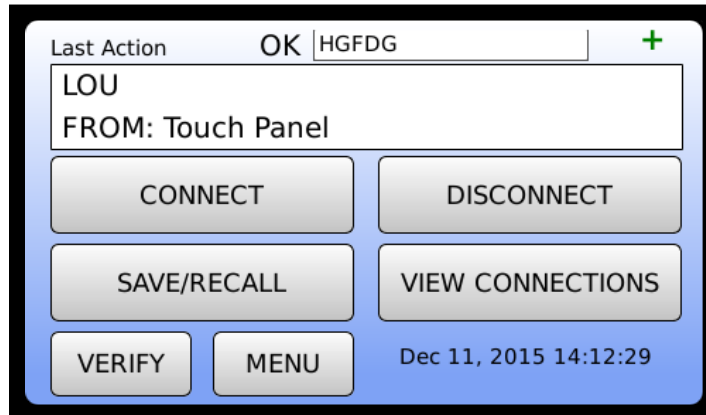 Last Action OK HGFDG +
LOU
FROM: Touch Panel
CONNECT DISCONNECT
SAVE/RECALL VIEW CONNECTIONS
VERIFY MENU Dec 11, 2015 14:12:29